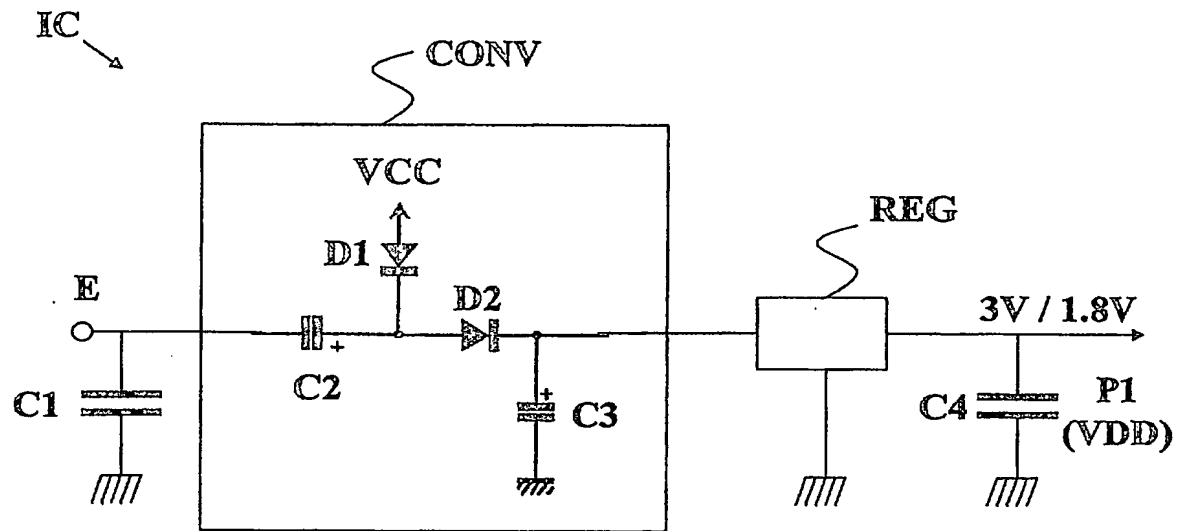 IC
CONV
VCC
REG
D1
E
D2
3V / 1.8V
+
+
C2
C1
C3
C4
P1
(VDD)